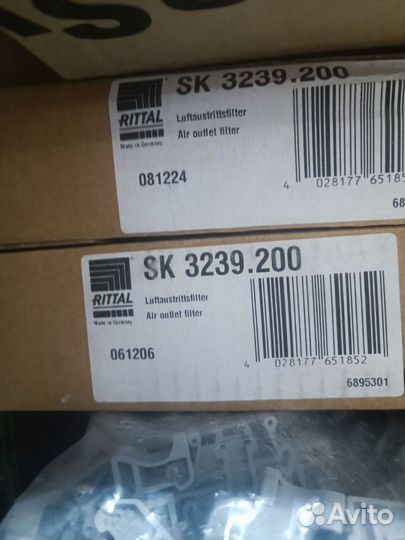 SK 3239.200
RITTAL
Made in Germany
Luftaustrittsfilter
Air outlet filter
081224
4 028177 65185
68
SK 3239.200
RITTAL
Made in Germany
Luftaustrittsfilter
Air outlet filter
061206
4 028177 651852
6895301
Avito